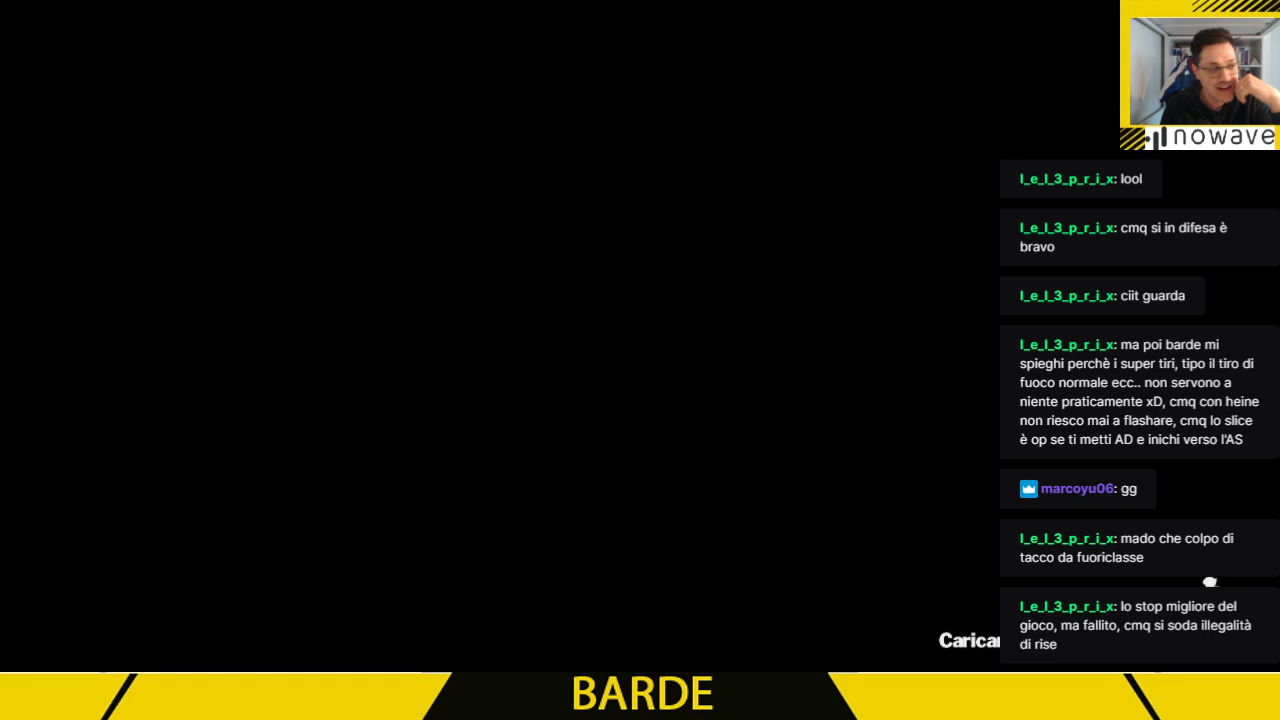 nowave
l_e_l_3_p_r_i_x: lool
l_e_l_3_p_r_i_x: cmq si in difesa è
bravo
l_e_l_3_p_r_i_x: ciit guarda
l_e_l_3_p_r_i_x: ma poi barde mi
spieghi perchè i super tiri, tipo il tiro di
fuoco normale ecc.. non servono a
niente praticamente xD, cmq con heine
non riesco mai a flashare, cmq lo slice
è op se ti metti AD e inichi verso l'AS
marcoyu06: gg
l_e_l_3_p_r_i_x: mado che colpo di
tacco da fuoriclasse
l_e_l_3_p_r_i_x: lo stop migliore del
gioco, ma fallito, cmq si soda illegalità
di rise
BARDE